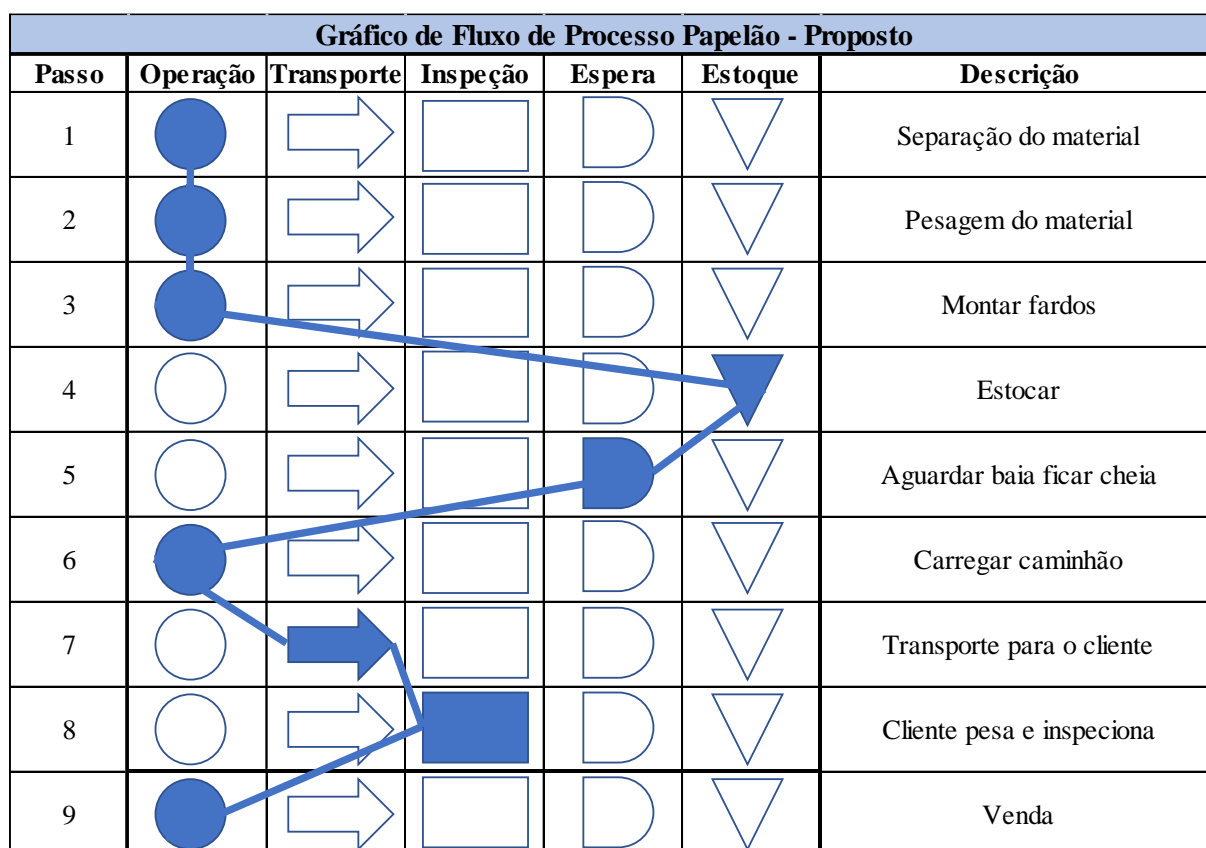 Gráfico de Fluxo de Processo Papelão - Proposto
Passo Operação Transporte Inspeção Espera Estoque Descrição
1 Separação do material
2 Pesagem do material
3 Montar fardos
4 Estocar
5 Aguardar baia ficar cheia
6 Carregar caminhão
7 Transporte para o cliente
8 Cliente pesa e inspeciona
9 Venda